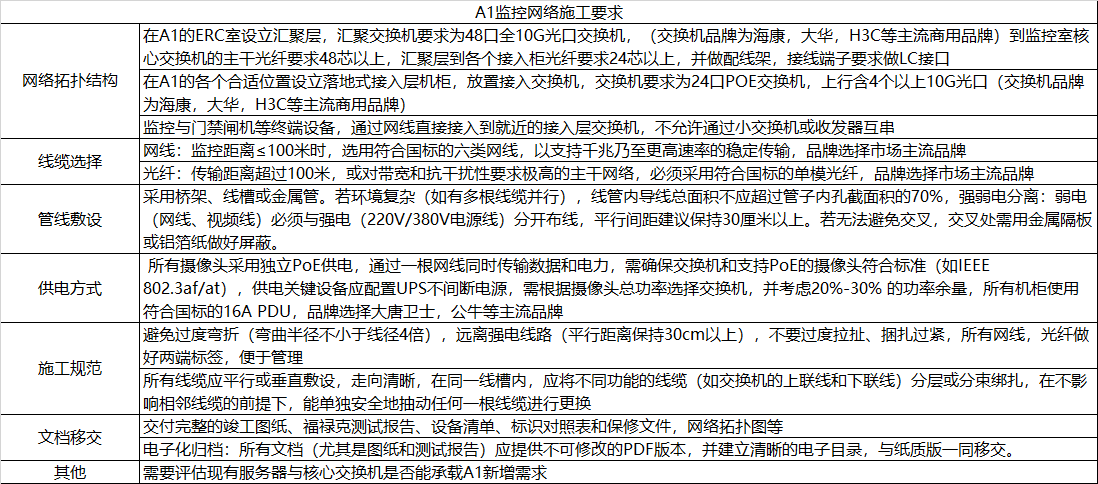 A1监控网络施工要求
网络拓扑结构
在A1的ERC室设立汇聚层，汇聚交换机要求为48口全10G光口交换机，（交换机品牌为海康，大华，H3C等主流商用品牌）到监控室核
心交换机的主干光纤要求48芯以上，汇聚层到各个接入柜光纤要求24芯以上，并做配线架，接线端子要求做LC接口
在A1的各个合适位置设立落地式接入层机柜，放置接入交换机，交换机要求为24口POE交换机，上行含4个以上10G光口（交换机品牌
为海康，大华，H3C等主流商用品牌）
监控与门禁闸机等终端设备，通过网线直接接入到就近的接入层交换机，不允许通过小交换机或收发器互串
线缆选择
网线：监控距离≤100米时，选用符合国标的六类网线，以支持千兆乃至更高速率的稳定传输，品牌选择市场主流品牌
光纤：传输距离超过100米，或对带宽和抗干扰性要求极高的主干网络，必须采用符合国标的单模光纤，品牌选择市场主流品牌
管线敷设
采用桥架、线槽或金属管。若环境复杂（如有多根线缆并行），线管内导线总面积不应超过管子内孔截面积的70%，强弱电分离：弱电
（网线、视频线）必须与强电（220V/380V电源线）分开布线，平行间距建议保持30厘米以上。若无法避免交叉，交叉处需用金属隔板
或铝箔纸做好屏蔽。
供电方式
所有摄像头采用独立PoE供电，通过一根网线同时传输数据和电力，需确保交换机和支持PoE的摄像头符合标准（如IEEE
802.3af/at），供电关键设备应配置UPS不间断电源，需根据摄像头总功率选择交换机，并考虑20%-30% 的功率余量，所有机柜使用
符合国标的16A PDU，品牌选择大唐卫士，公牛等主流品牌
施工规范
避免过度弯折（弯曲半径不小于线径4倍），远离强电线路（平行距离保持30cm以上），不要过度拉扯、捆扎过紧，所有网线，光纤做
好两端标签，便于管理
所有线缆应平行或垂直敷设，走向清晰，在同一线槽内，应将不同功能的线缆（如交换机的上联线和下联线）分层或分束绑扎，在不影
响相邻线缆的前提下，能单独安全地抽动任何一根线缆进行更换
文档移交
交付完整的竣工图纸、福禄克测试报告、设备清单、标识对照表和保修文件，网络拓扑图等
电子化归档：所有文档（尤其是图纸和测试报告）应提供不可修改的PDF版本，并建立清晰的电子目录，与纸质版一同移交。
其他
需要评估现有服务器与核心交换机是否能承载A1新增需求